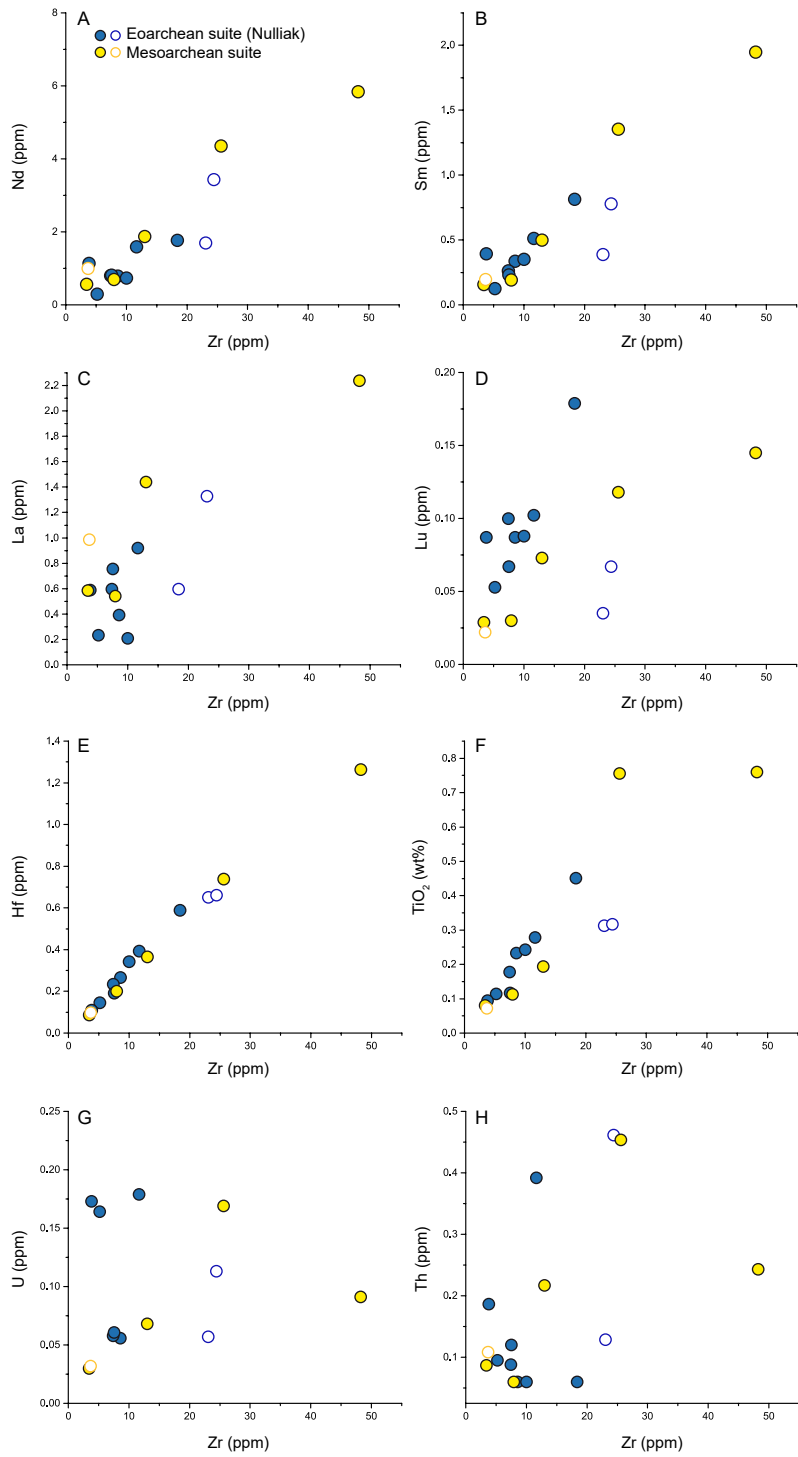 A
Eoarchean suite (Nulliak)
Mesoarchean suite
8
6
4
2
0
Nd (ppm)
0 10 20 30 40 50
Zr (ppm)
B
2.0
1.5
1.0
0.5
0.0
Sm (ppm)
0 10 20 30 40 50
Zr (ppm)
C
2.2
2.0
1.8
1.6
1.4
1.2
1.0
0.8
0.6
0.4
0.2
0.0
La (ppm)
0 10 20 30 40 50
Zr (ppm)
D
0.20
0.15
0.10
0.05
0.00
Lu (ppm)
0 10 20 30 40 50
Zr (ppm)
E
1.4
1.2
1.0
0.8
0.6
0.4
0.2
0.0
Hf (ppm)
0 10 20 30 40 50
Zr (ppm)
F
0.8
0.7
0.6
0.5
0.4
0.3
0.2
0.1
0.0
TiO₂ (wt%)
0 10 20 30 40 50
Zr (ppm)
G
0.25
0.20
0.15
0.10
0.05
0.00
U (ppm)
0 10 20 30 40 50
Zr (ppm)
H
0.5
0.4
0.3
0.2
0.1
Th (ppm)
0 10 20 30 40 50
Zr (ppm)